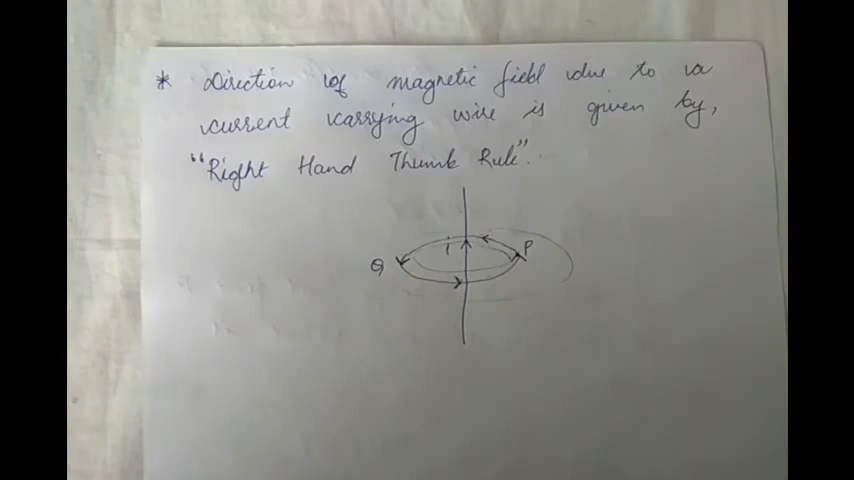 * Direction of magnetic field due to a
current carrying wire is given by,
"Right Hand Thumb Rule".
i P
Q